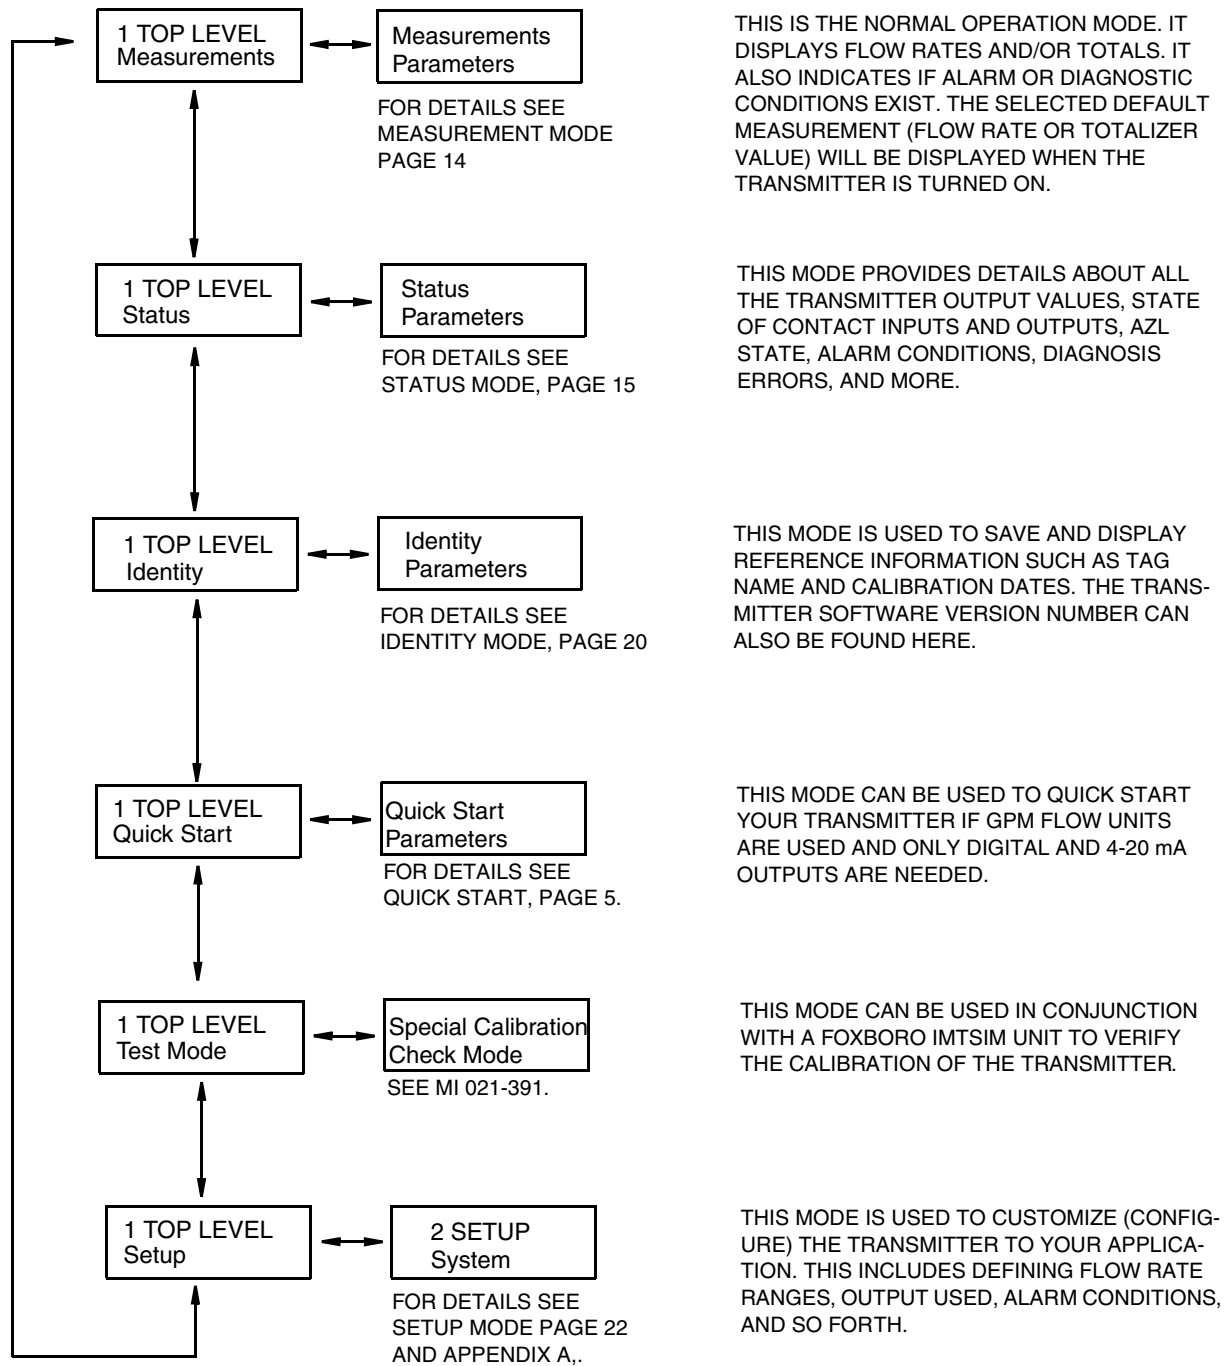 1 TOP LEVEL
Measurements
Measurements
Parameters
FOR DETAILS SEE
MEASUREMENT MODE
PAGE 14
THIS IS THE NORMAL OPERATION MODE. IT
DISPLAYS FLOW RATES AND/OR TOTALS. IT
ALSO INDICATES IF ALARM OR DIAGNOSTIC
CONDITIONS EXIST. THE SELECTED DEFAULT
MEASUREMENT (FLOW RATE OR TOTALIZER
VALUE) WILL BE DISPLAYED WHEN THE
TRANSMITTER IS TURNED ON.
1 TOP LEVEL
Status
Status
Parameters
FOR DETAILS SEE
STATUS MODE, PAGE 15
THIS MODE PROVIDES DETAILS ABOUT ALL
THE TRANSMITTER OUTPUT VALUES, STATE
OF CONTACT INPUTS AND OUTPUTS, AZL
STATE, ALARM CONDITIONS, DIAGNOSIS
ERRORS, AND MORE.
1 TOP LEVEL
Identity
Identity
Parameters
FOR DETAILS SEE
IDENTITY MODE, PAGE 20
THIS MODE IS USED TO SAVE AND DISPLAY
REFERENCE INFORMATION SUCH AS TAG
NAME AND CALIBRATION DATES. THE TRANS-
MITTER SOFTWARE VERSION NUMBER CAN
ALSO BE FOUND HERE.
1 TOP LEVEL
Quick Start
Quick Start
Parameters
FOR DETAILS SEE
QUICK START, PAGE 5.
THIS MODE CAN BE USED TO QUICK START
YOUR TRANSMITTER IF GPM FLOW UNITS
ARE USED AND ONLY DIGITAL AND 4-20 mA
OUTPUTS ARE NEEDED.
1 TOP LEVEL
Test Mode
Special Calibration
Check Mode
SEE MI 021-391.
THIS MODE CAN BE USED IN CONJUNCTION
WITH A FOXBORO IMTSIM UNIT TO VERIFY
THE CALIBRATION OF THE TRANSMITTER.
1 TOP LEVEL
Setup
2 SETUP
System
FOR DETAILS SEE
SETUP MODE PAGE 22
AND APPENDIX A,.
THIS MODE IS USED TO CUSTOMIZE (CONFIG-
URE) THE TRANSMITTER TO YOUR APPLICA-
TION. THIS INCLUDES DEFINING FLOW RATE
RANGES, OUTPUT USED, ALARM CONDITIONS,
AND SO FORTH.